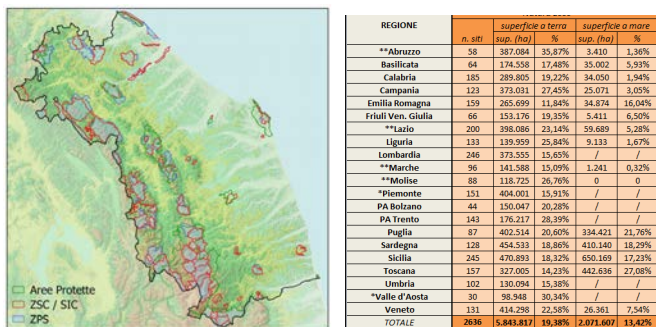 Aree Protette
ZSC / SIC
ZPS
REGIONE
superficie a terra superficie a mare
n. siti sup. (ha) % sup. (ha) %
**Abruzzo 58 387.084 35,87% 3.410 1,36%
Basilicata 64 174.558 17,48% 35.002 5,93%
Calabria 185 289.805 19,22% 34.050 1,94%
Campania 123 373.031 27,45% 25.071 3,05%
Emilia Romagna 159 265.699 11,84% 34.874 16,04%
Friuli Ven. Giulia 66 153.176 19,35% 5.411 6,50%
**Lazio 200 398.086 23,14% 59.689 5,28%
Liguria 133 139.959 25,84% 9.133 1,67%
Lombardia 246 373.555 15,65% / /
**Marche 96 141.588 15,09% 1.241 0,32%
**Molise 88 118.725 26,76% 0 0
*Piemonte 151 404.001 15,91% / /
PA Bolzano 44 150.047 20,28% / /
PA Trento 143 176.217 28,39% / /
Puglia 87 402.514 20,60% 334.421 21,76%
Sardegna 128 454.533 18,86% 410.140 18,29%
Sicilia 245 470.893 18,32% 650.169 17,23%
Toscana 157 327.005 14,23% 442.636 27,08%
Umbria 102 130.094 15,38% / /
*Valle d'Aosta 30 98.948 30,34% / /
Veneto 131 414.298 22,58% 26.361 7,54%
TOTALE 2636 5.843.817 19,38% 2.071.607 13,42%